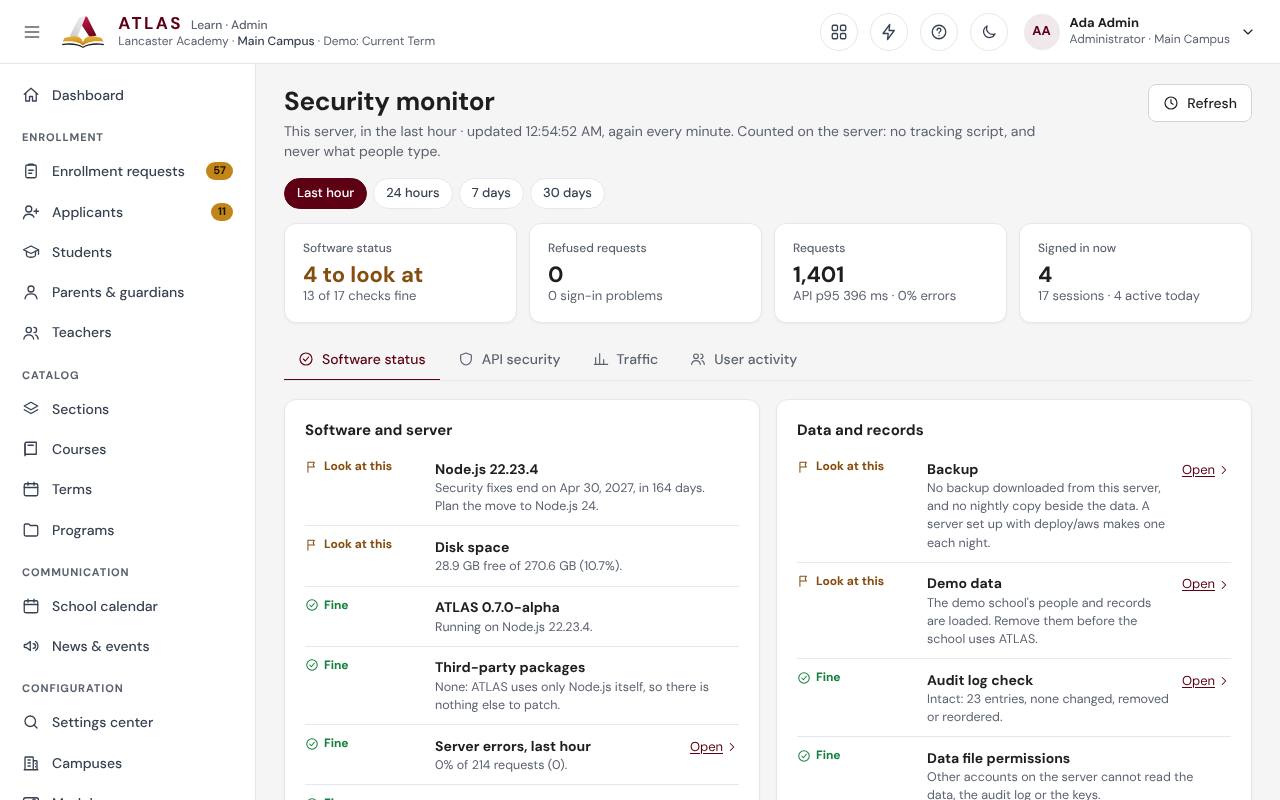 ATLAS Learn · Admin
Lancaster Academy · Main Campus · Demo: Current Term
AA
Ada Admin
Administrator · Main Campus
Dashboard
ENROLLMENT
Enrollment requests 57
Applicants 11
Students
Parents & guardians
Teachers
CATALOG
Sections
Courses
Terms
Programs
COMMUNICATION
School calendar
News & events
CONFIGURATION
Settings center
Campuses
Security monitor
Refresh
This server, in the last hour · updated 12:54:52 AM, again every minute. Counted on the server: no tracking script, and
never what people type.
Last hour 24 hours 7 days 30 days
Software status
4 to look at
13 of 17 checks fine
Refused requests
0
0 sign-in problems
Requests
1,401
API p95 396 ms · 0% errors
Signed in now
4
17 sessions · 4 active today
Software status API security Traffic User activity
Software and server
Look at this
Node.js 22.23.4
Security fixes end on Apr 30, 2027, in 164 days.
Plan the move to Node.js 24.
Look at this
Disk space
28.9 GB free of 270.6 GB (10.7%).
Fine
ATLAS 0.7.0-alpha
Running on Node.js 22.23.4.
Fine
Third-party packages
None: ATLAS uses only Node.js itself, so there is
nothing else to patch.
Fine
Server errors, last hour
Open
0% of 214 requests (0).
Data and records
Look at this
Backup
Open
No backup downloaded from this server,
and no nightly copy beside the data. A
server set up with deploy/aws makes one
each night.
Look at this
Demo data
Open
The demo school's people and records
are loaded. Remove them before the
school uses ATLAS.
Fine
Audit log check
Open
Intact: 23 entries, none changed, removed
or reordered.
Fine
Data file permissions
Other accounts on the server cannot read the
data, the audit log or the keys.